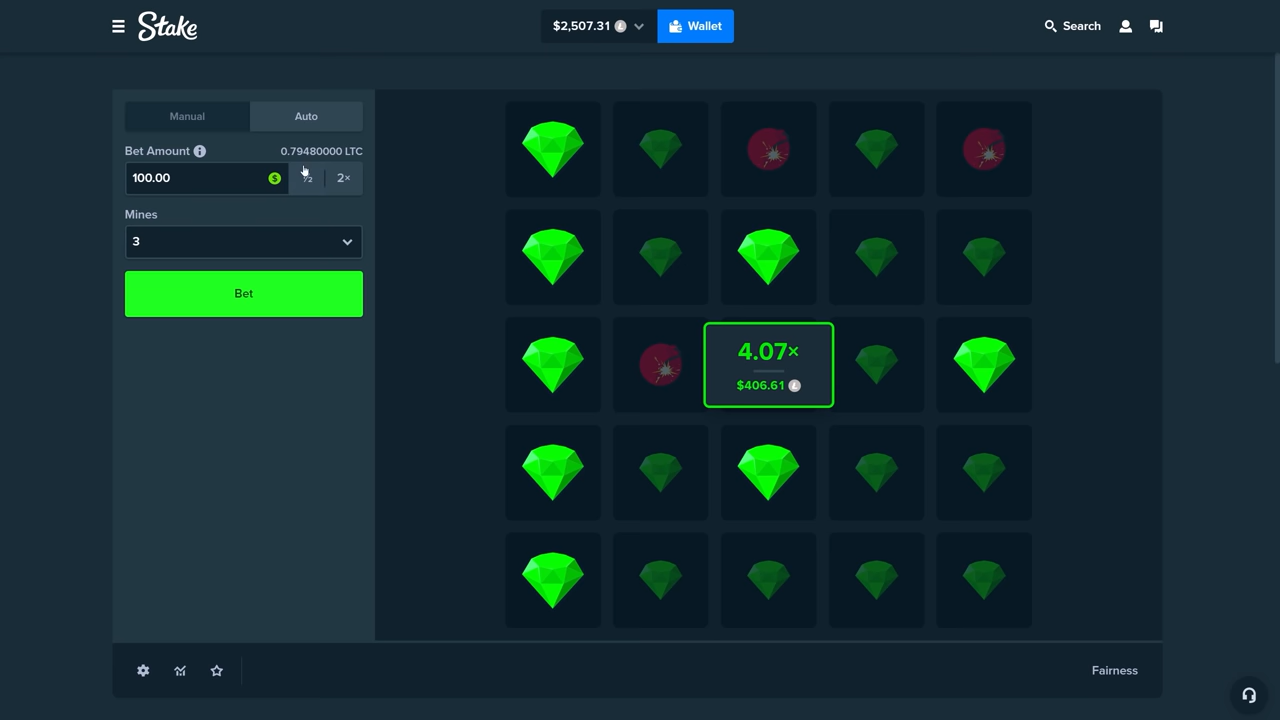 Stake
$2,507.31
Wallet
Search
Manual
Auto
Bet Amount
0.79480000 LTC
100.00
½
2×
Mines
3
Bet
4.07×
$406.61
Fairness